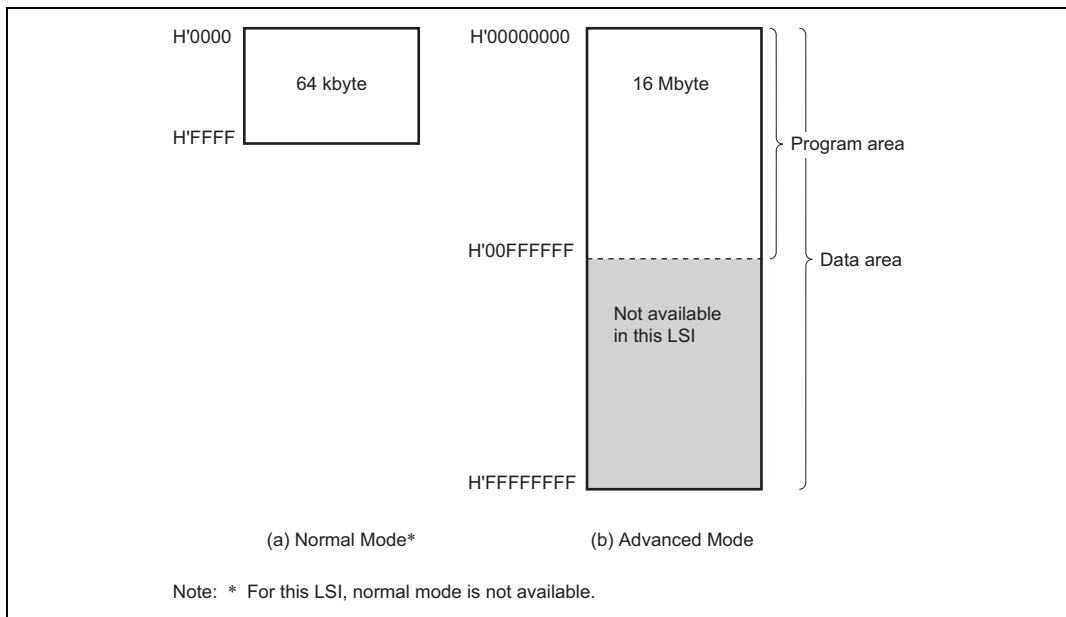 H'0000
64 kbyte
H'FFFF
(a) Normal Mode*
H'00000000
16 Mbyte
Program area
H'00FFFFFF
Data area
Not available
in this LSI
H'FFFFFFFF
(b) Advanced Mode
Note: * For this LSI, normal mode is not available.